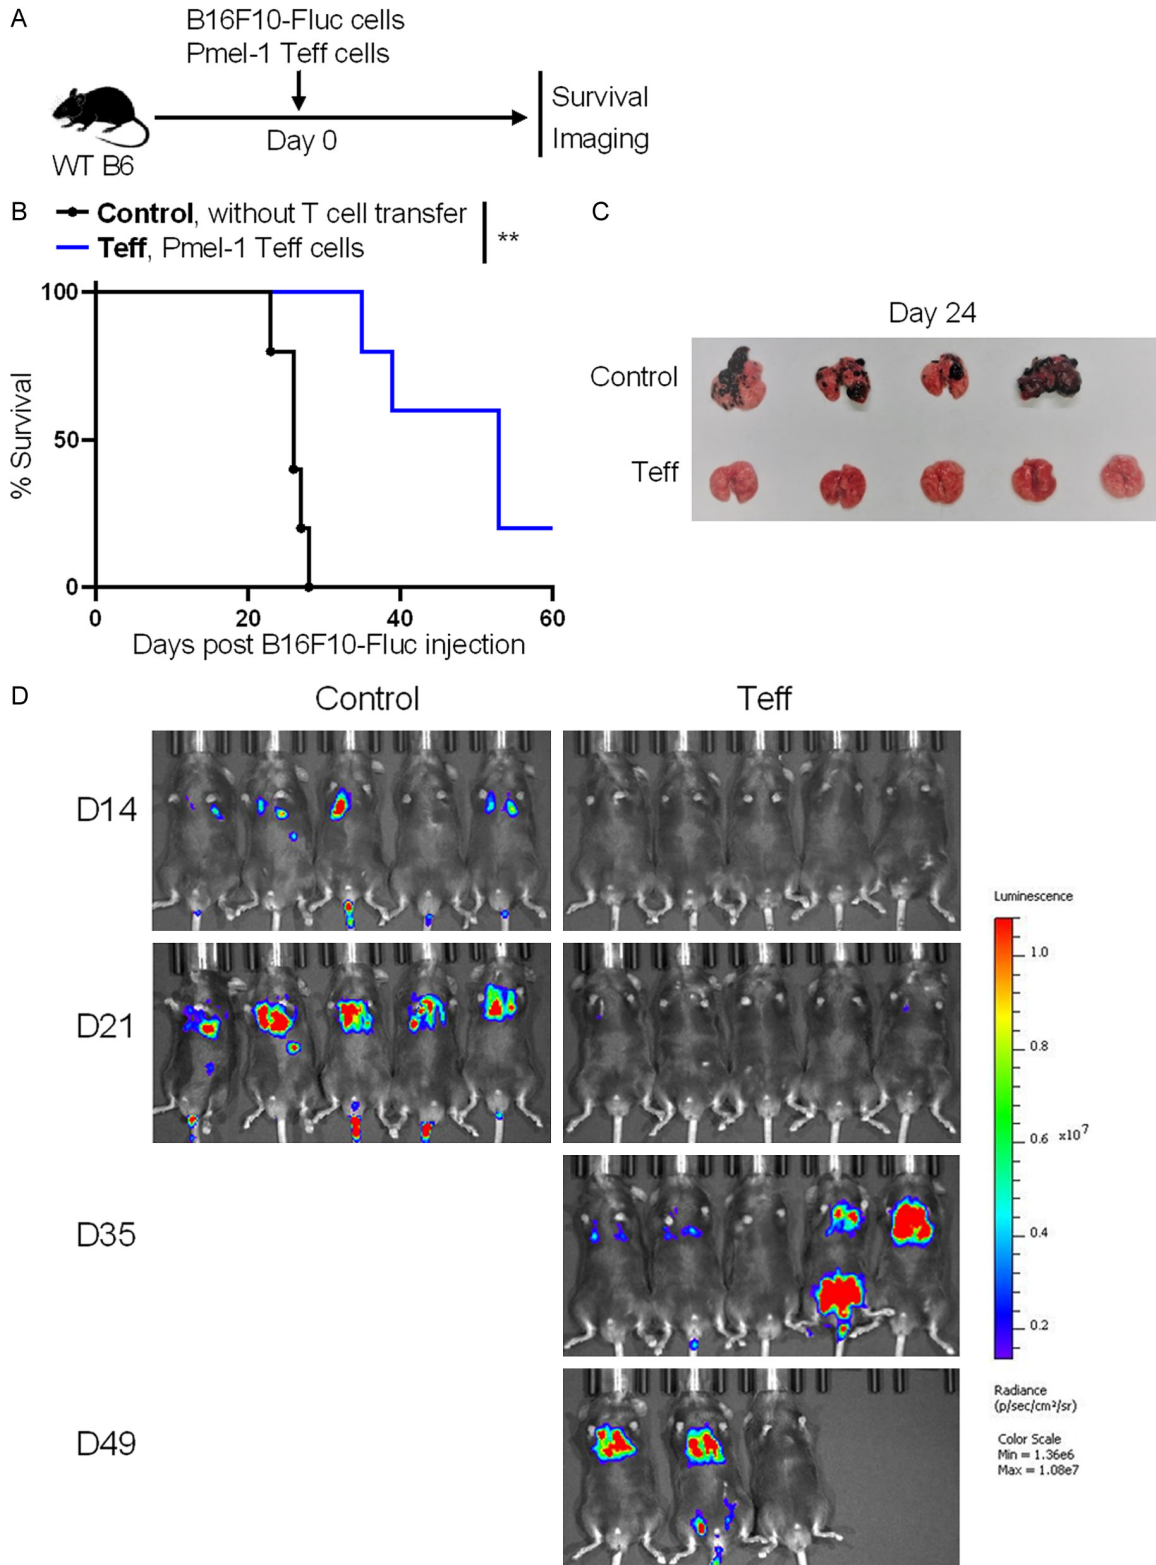 A
B16F10-Fluc cells
Pmel-1 Teff cells
Day 0
Survival
Imaging
WT B6
B
Control, without T cell transfer
Teff, Pmel-1 Teff cells
**
100
50
0
% Survival
0
20
40
60
Days post B16F10-Fluc injection
C
Day 24
Control
Teff
D
Control
Teff
D14
D21
D35
D49
Luminescence
1.0
0.8
0.6
x10⁷
0.4
0.2
Radiance
(p/sec/cm²/sr)
Color Scale
Min = 1.36e6
Max = 1.08e7